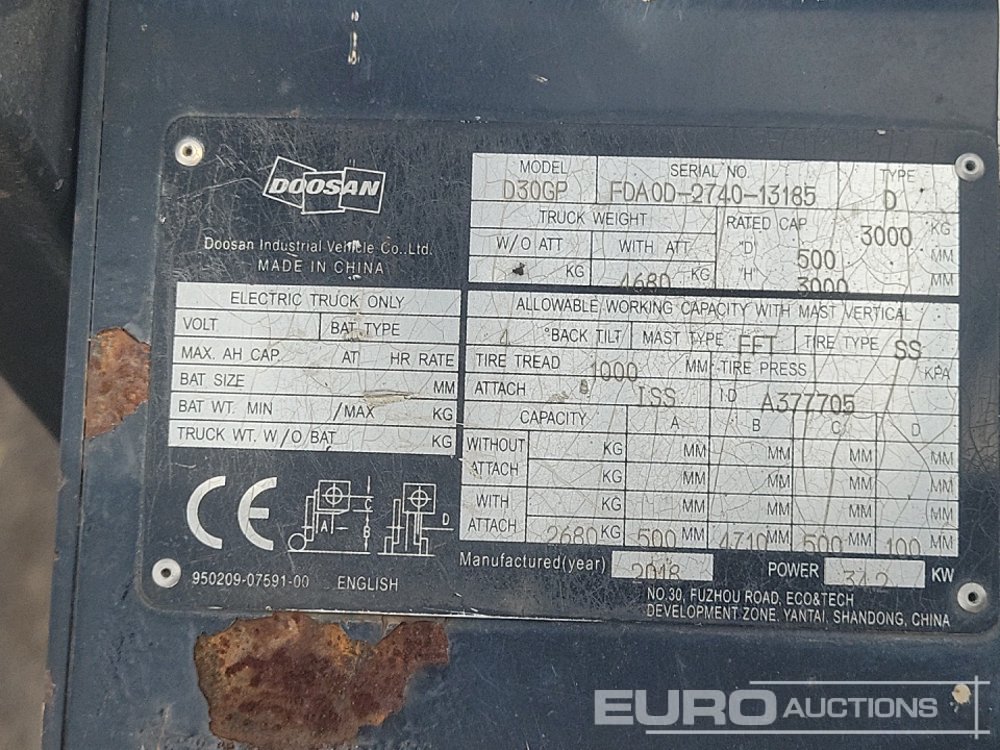 DOOSAN
Doosan Industrial Vehicle Co.,Ltd.
MADE IN CHINA
MODEL SERIAL NO. TYPE
D30GP FDA0D-2740-13185 D
TRUCK WEIGHT RATED CAP 3000 KG
W/O ATT WITH ATT "D" 500 MM
KG 4680 KG "H" 3000 MM
ELECTRIC TRUCK ONLY
VOLT BAT TYPE
MAX. AH CAP. AT HR RATE
BAT SIZE MM
BAT WT. MIN /MAX KG
TRUCK WT. W/O BAT KG
ALLOWABLE WORKING CAPACITY WITH MAST VERTICAL
4 °BACK TILT MAST TYPE FFT TIRE TYPE SS
TIRE TREAD 1000 MM TIRE PRESS KPA
ATTACH ISS I.D A377705
CAPACITY A B C D
WITHOUT ATTACH KG MM MM MM MM
KG MM MM MM MM
WITH ATTACH KG MM MM MM MM
2680 KG 500 MM 4710 MM 500 MM 100 MM
CE
A C B D
950209-07591-00 ENGLISH
Manufactured(year) 2018 POWER 34.2 KW
NO.30, FUZHOU ROAD, ECO&TECH
DEVELOPMENT ZONE, YANTAI, SHANDONG, CHINA
EURO AUCTIONS